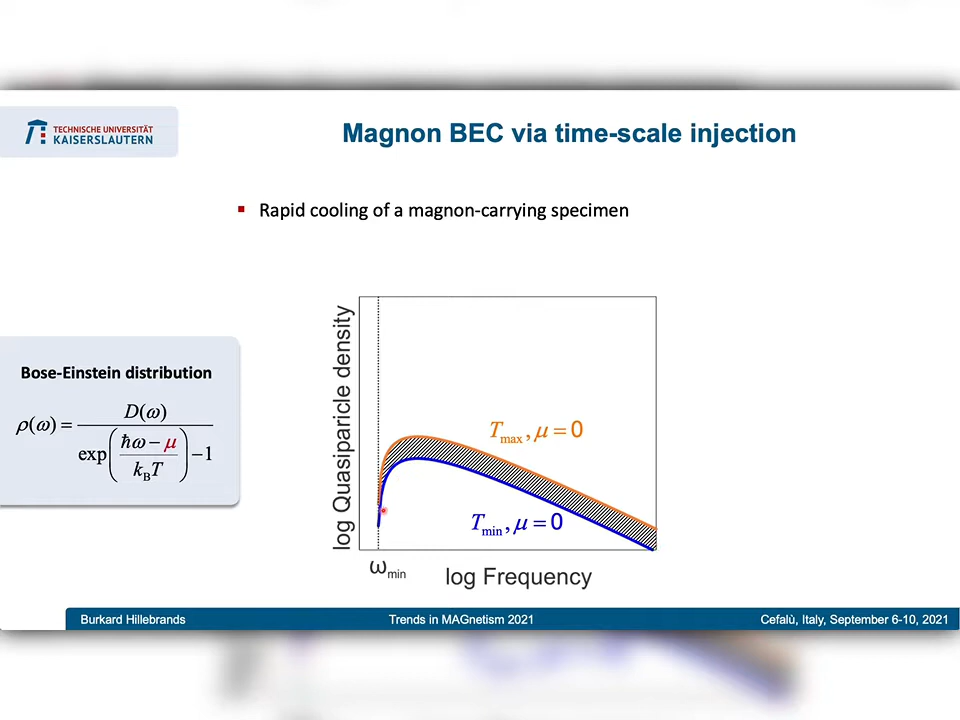 TECHNISCHE UNIVERSITÄT
KAISERSLAUTERN
Magnon BEC via time-scale injection
Rapid cooling of a magnon-carrying specimen
Bose-Einstein distribution
ρ(ω) = D(ω) / exp((ħω − μ) / k_B T) − 1
log Quasiparicle density
T_max, μ = 0
T_min, μ = 0
ω_min
log Frequency
Burkard Hillebrands
Trends in MAGnetism 2021
Cefalù, Italy, September 6-10, 2021